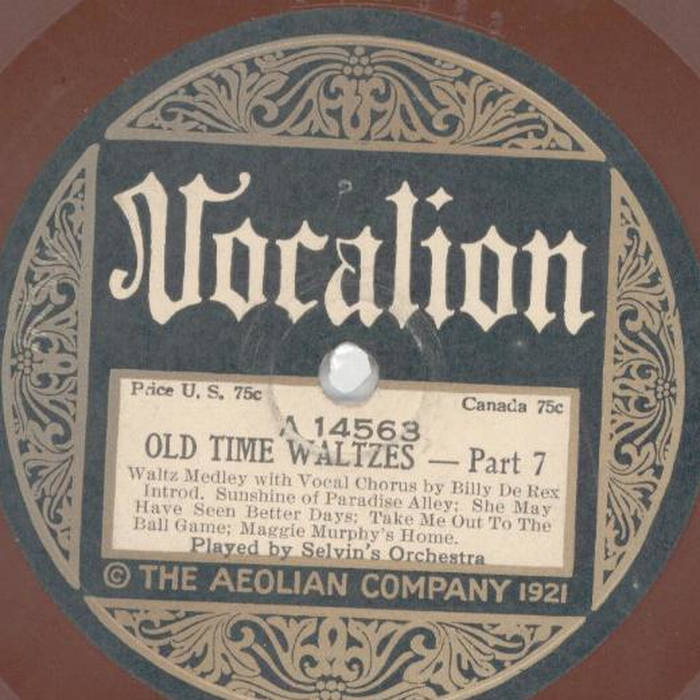 Vocalion
Price U. S. 75c
Canada 75c
A 14563
OLD TIME WALTZES — Part 7
Waltz Medley with Vocal Chorus by Billy De Rex
Introd. Sunshine of Paradise Alley; She May
Have Seen Better Days; Take Me Out To The
Ball Game; Maggie Murphy's Home.
Played by Selvin's Orchestra
© THE AEOLIAN COMPANY 1921